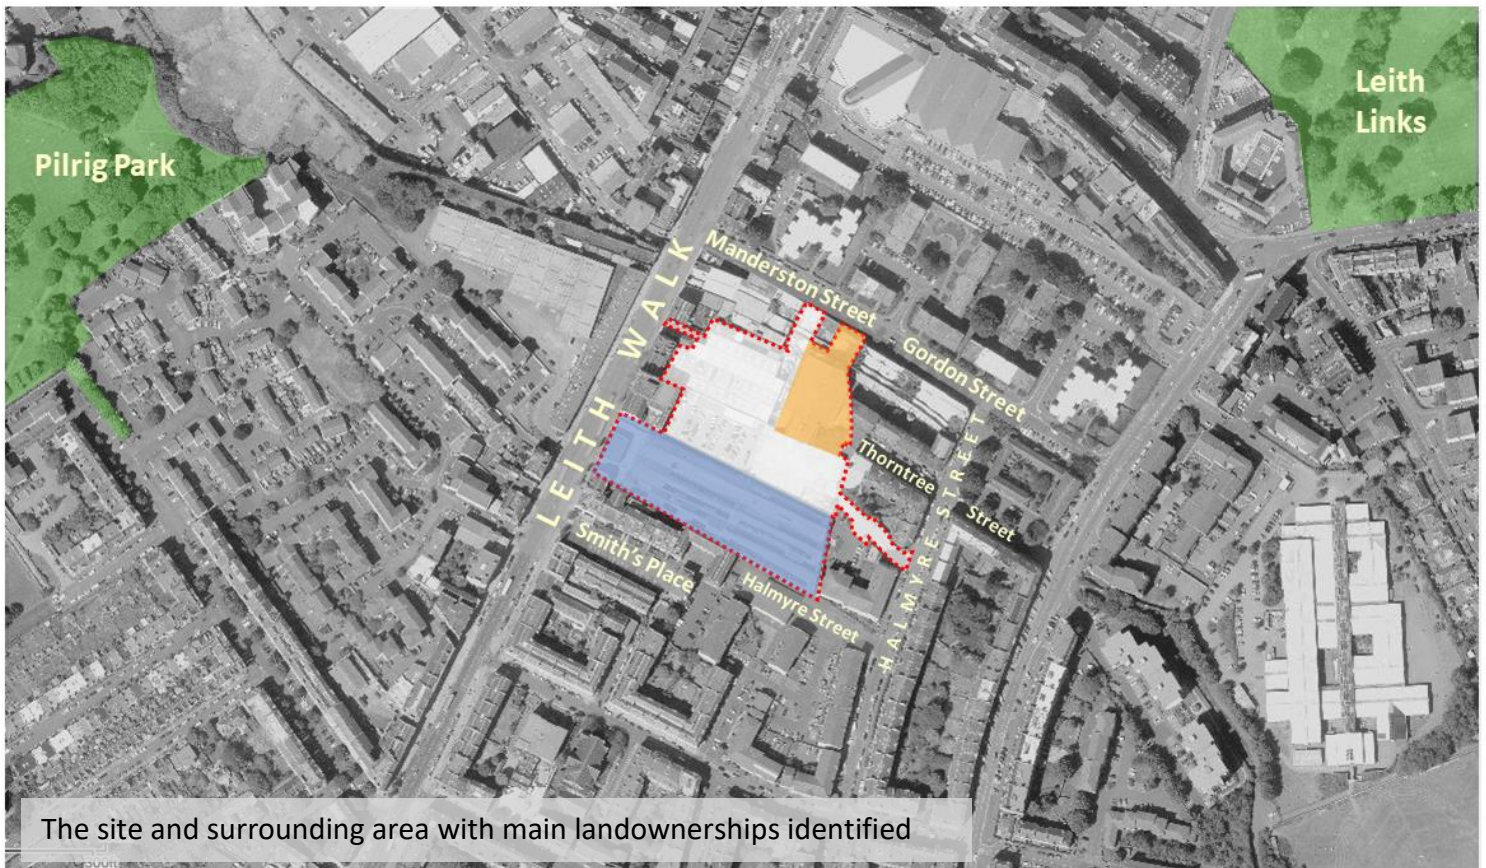 Leith
Links
Pilrig Park
Manderston Street
LEITH WALK
Gordon Street
Thorntree Street
HALMYRE STREET
Smith's Place
Halmyre Street
The site and surrounding area with main landownerships identified